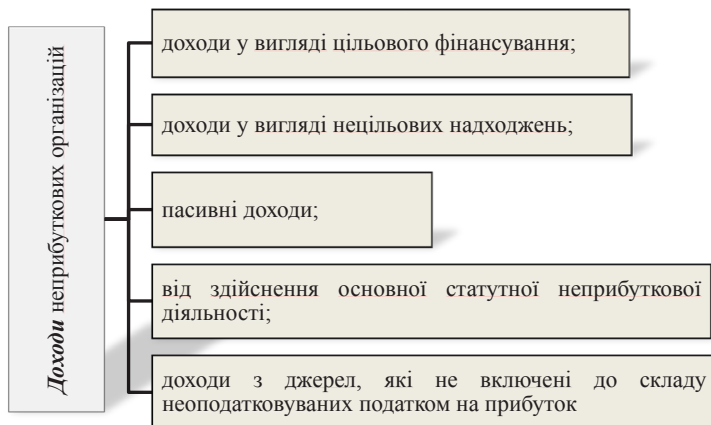 Доходи неприбуткових організацій
доходи у вигляді цільового фінансування;
доходи у вигляді нецільових надходжень;
пасивні доходи;
від здійснення основної статутної неприбуткової
діяльності;
доходи з джерел, які не включені до складу
неоподатковуваних податком на прибуток